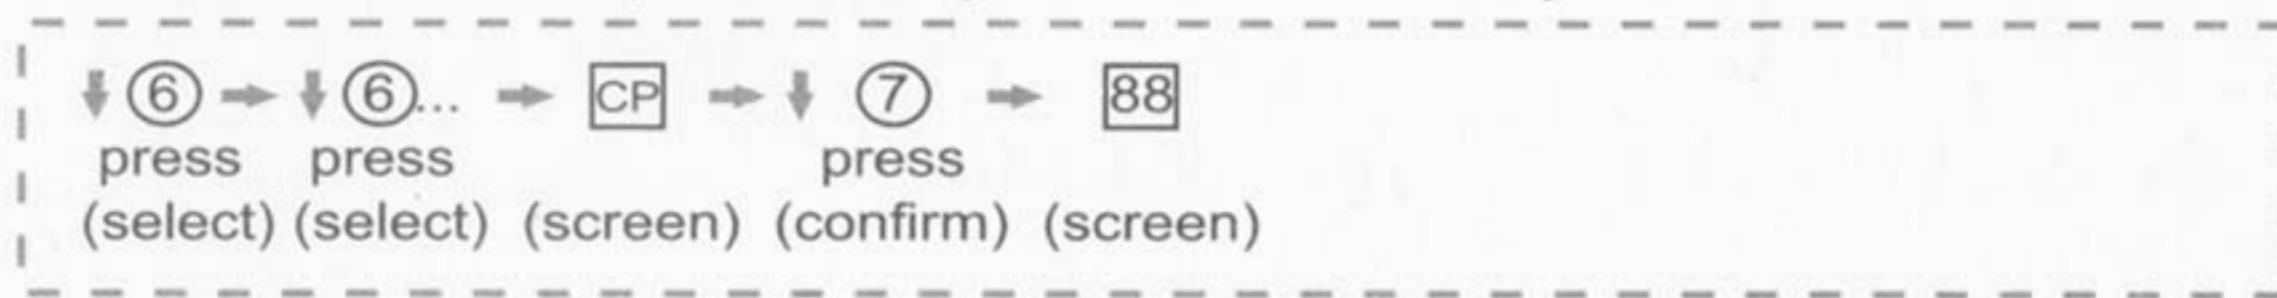 6 6... CP 7 88
press press press
(select) (select) (screen) (confirm) (screen)